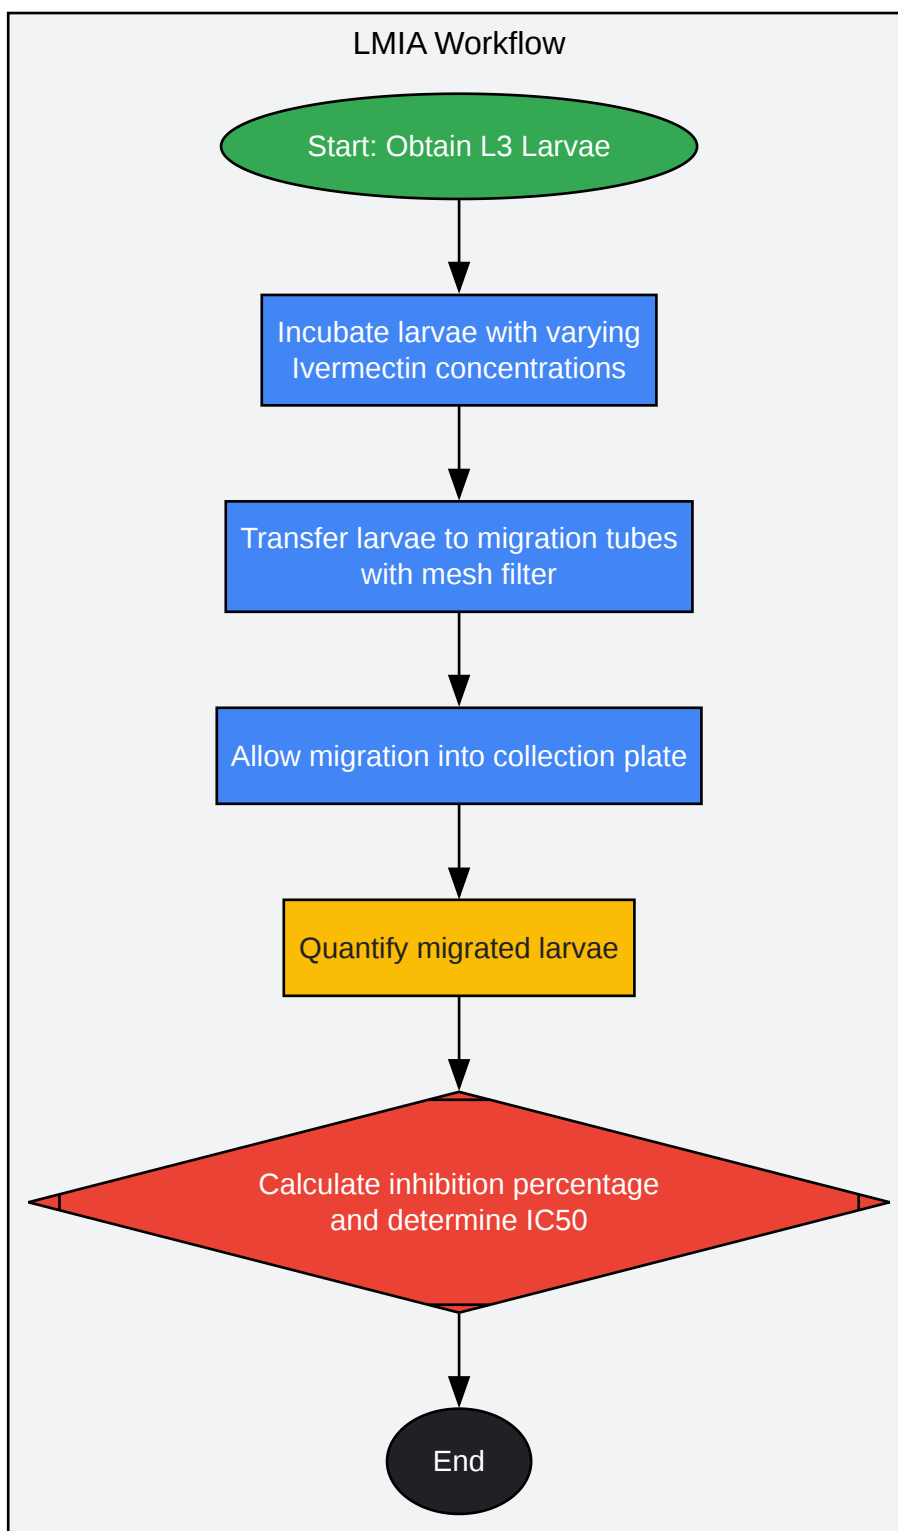 LMIA Workflow
Start: Obtain L3 Larvae
Incubate larvae with varying
Ivermectin concentrations
Transfer larvae to migration tubes
with mesh filter
Allow migration into collection plate
Quantify migrated larvae
Calculate inhibition percentage
and determine IC50
End